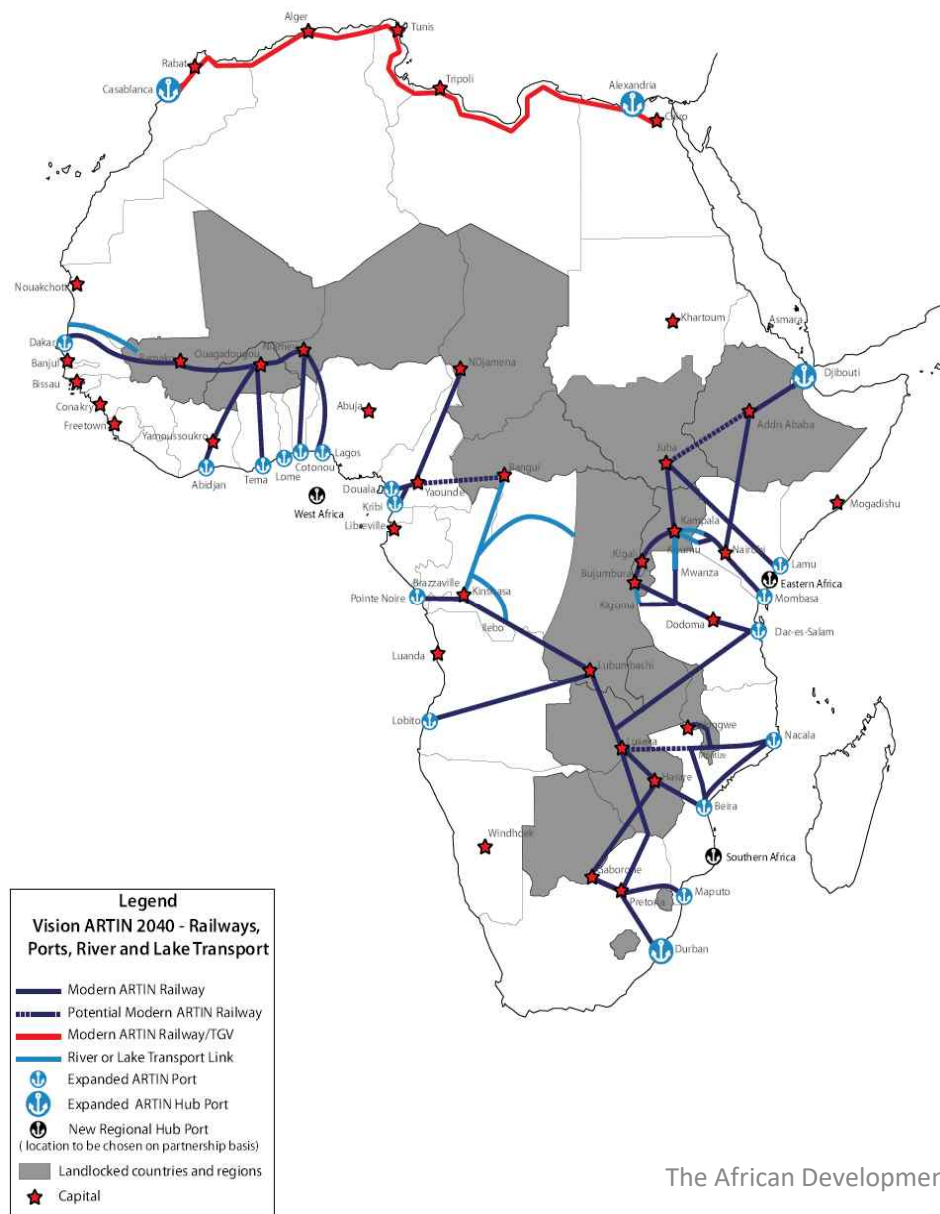 Alger
Tunis
Rabat
Tripoli
Casablanca
Alexandria
Cairo
Nouakchott
Khartoum
Asmara
Dakar
Niamey
Ouagadougou
Bamako
Banjul
NDjamena
Djibouti
Bissau
Conakry
Abuja
Addis Ababa
Freetown
Yamoussoukro
Juba
Lagos
Cotonou
Lome
Tema
Abidjan
Bangui
Douala
Yaounde
West Africa
Kribi
Mogadishu
Libreville
Kampala
Kisumu
Nairobi
Lamu
Kigali
Eastern Africa
Bujumbura
Mwanza
Brazzaville
Kinshasa
Mombasa
Pointe Noire
Kigoma
Ilebo
Dodoma
Dar-es-Salam
Luanda
Lubumbashi
Lobito
Lilongwe
Nacala
Lusaka
Harare
Beira
Windhoek
Southern Africa
Gaborone
Pretoria
Maputo
Durban
Legend
Vision ARTIN 2040 - Railways,
Ports, River and Lake Transport
Modern ARTIN Railway
Potential Modern ARTIN Railway
Modern ARTIN Railway/TGV
River or Lake Transport Link
Expanded ARTIN Port
Expanded ARTIN Hub Port
New Regional Hub Port
( location to be chosen on partnership basis)
Landlocked countries and regions
Capital
The African Developmen